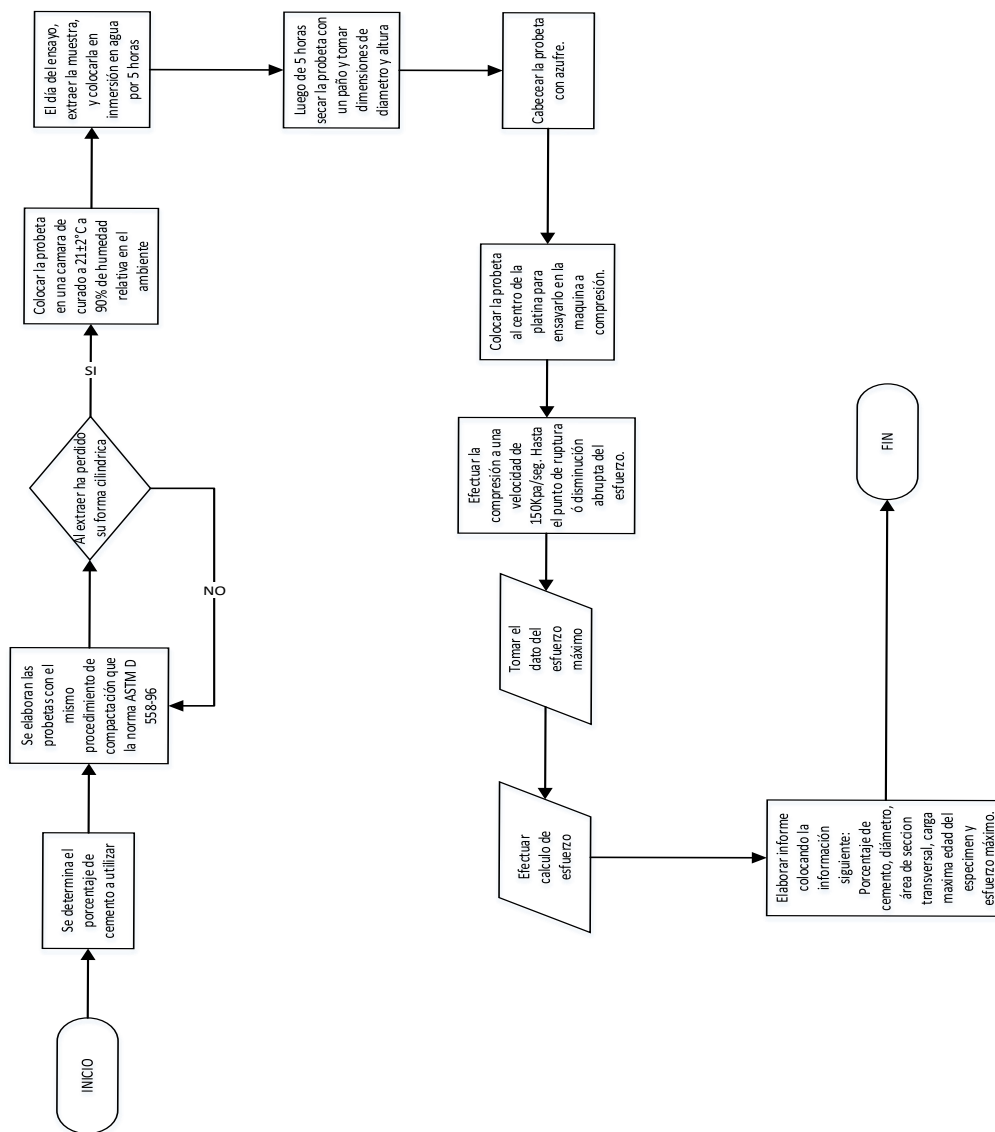 INICIO
Se determina el
porcentaje de
cemento a utilizar
Se elaboran las
probetas con el
mismo
procedimiento de
compactación que
la norma ASTM D
558-96
Al extraer ha perdido
su forma cilindrica
SI
NO
Colocar la probeta
en una camara de
curado a 21±2°C a
90% de humedad
relativa en el
ambiente
El día del ensayo,
extraer la muestra,
y colocarla en
inmersión en agua
por 5 horas
Luego de 5 horas
secar la probeta con
un paño y tomar
dimensiones de
diametro y altura
Cabecear la probeta
con azufre.
Colocar la probeta
al centro de la
platina para
ensayarlo en la
maquina a
compresión.
Efectuar la
compresión a una
velocidad de
150Kpa/seg. Hasta
el punto de ruptura
ó disminución
abrupta del
esfuerzo.
Tomar el
dato del
esfuerzo
máximo
Efectuar
calculo de
esfuerzo
Elaborar informe
colocando la
información
siguiente:
Porcentaje de
cemento, diámetro,
área de seccion
transversal, carga
maxima edad del
especimen y
esfuerzo máximo.
FIN